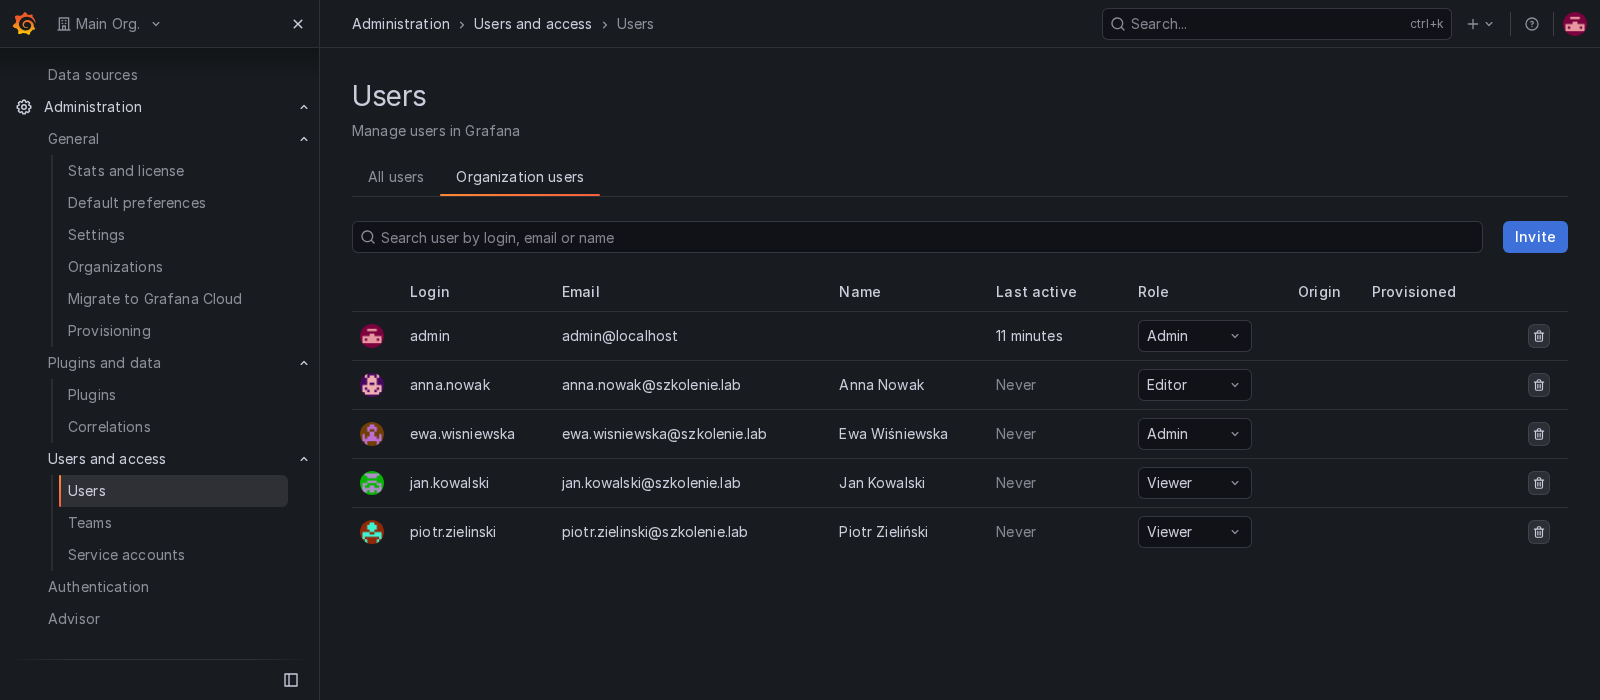 Main Org.
Administration > Users and access > Users
Search...
ctrl+k
Data sources
Administration
General
Stats and license
Default preferences
Settings
Organizations
Migrate to Grafana Cloud
Provisioning
Plugins and data
Plugins
Correlations
Users and access
Users
Teams
Service accounts
Authentication
Advisor
Users
Manage users in Grafana
All users
Organization users
Search user by login, email or name
Invite
Login Email Name Last active Role Origin Provisioned
admin admin@localhost 11 minutes Admin
anna.nowak anna.nowak@szkolenie.lab Anna Nowak Never Editor
ewa.wisniewska ewa.wisniewska@szkolenie.lab Ewa Wiśniewska Never Admin
jan.kowalski jan.kowalski@szkolenie.lab Jan Kowalski Never Viewer
piotr.zielinski piotr.zielinski@szkolenie.lab Piotr Zieliński Never Viewer